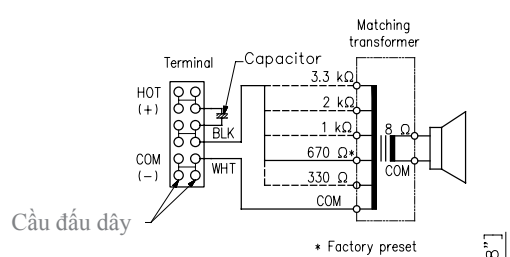 Matching
transformer
Terminal
Capacitor
HOT
(+)
BLK
COM
(-)
WHT
3.3 kΩ
2 kΩ
1 kΩ
670 Ω*
330 Ω
COM
8 Ω
COM
Cầu đấu dây
* Factory preset
8"]